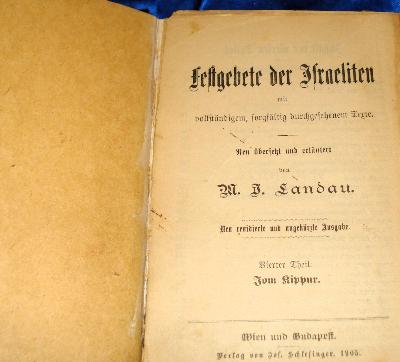 Festgebete der Israeliten
mit
vollständigem, sorgfältig durchgesehenem Texte.
Neu übersetzt und erläutert
von
M. J. Landau.
Neu revidierte und ungekürzte Ausgabe.
Vierter Theil.
Jom Kippur.
Wien und Budapest.
Verlag von Jos. Schlesinger, 1905.